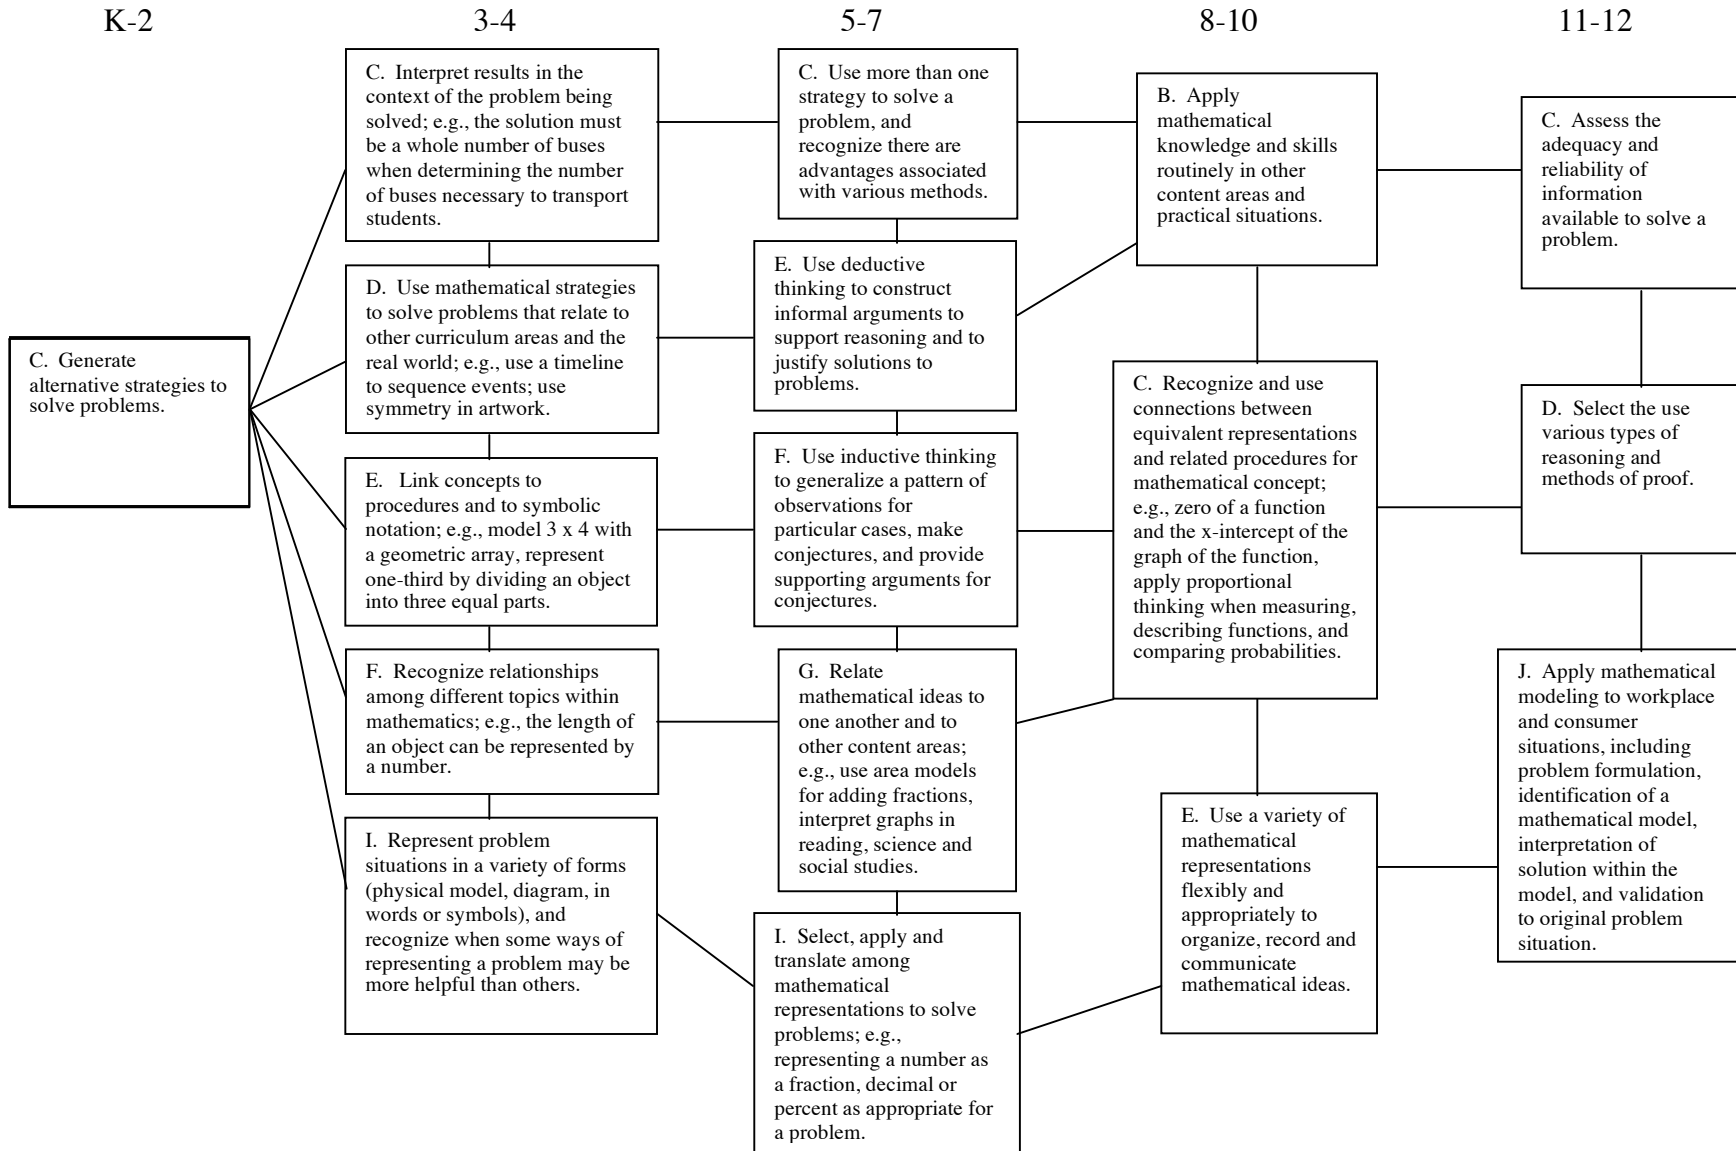 K-2
3-4
5-7
8-10
11-12
C. Generate
alternative strategies to
solve problems.
C. Interpret results in the
context of the problem being
solved; e.g., the solution must
be a whole number of buses
when determining the number
of buses necessary to transport
students.
D. Use mathematical strategies
to solve problems that relate to
other curriculum areas and the
real world; e.g., use a timeline
to sequence events; use
symmetry in artwork.
E. Link concepts to
procedures and to symbolic
notation; e.g., model 3 x 4 with
a geometric array, represent
one-third by dividing an object
into three equal parts.
F. Recognize relationships
among different topics within
mathematics; e.g., the length of
an object can be represented by
a number.
I. Represent problem
situations in a variety of forms
(physical model, diagram, in
words or symbols), and
recognize when some ways of
representing a problem may be
more helpful than others.
C. Use more than one
strategy to solve a
problem, and
recognize there are
advantages associated
with various methods.
E. Use deductive
thinking to construct
informal arguments to
support reasoning and to
justify solutions to
problems.
F. Use inductive thinking
to generalize a pattern of
observations for
particular cases, make
conjectures, and provide
supporting arguments for
conjectures.
G. Relate
mathematical ideas to
one another and to
other content areas;
e.g., use area models
for adding fractions,
interpret graphs in
reading, science and
social studies.
I. Select, apply and
translate among
mathematical
representations to solve
problems; e.g.,
representing a number as
a fraction, decimal or
percent as appropriate for
a problem.
B. Apply
mathematical
knowledge and skills
routinely in other
content areas and
practical situations.
C. Recognize and use
connections between
equivalent representations
and related procedures for
mathematical concept;
e.g., zero of a function
and the x-intercept of the
graph of the function,
apply proportional
thinking when measuring,
describing functions, and
comparing probabilities.
E. Use a variety of
mathematical
representations
flexibly and
appropriately to
organize, record and
communicate
mathematical ideas.
C. Assess the
adequacy and
reliability of
information
available to solve a
problem.
D. Select the use
various types of
reasoning and
methods of proof.
J. Apply mathematical
modeling to workplace
and consumer
situations, including
problem formulation,
identification of a
mathematical model,
interpretation of
solution within the
model, and validation
to original problem
situation.